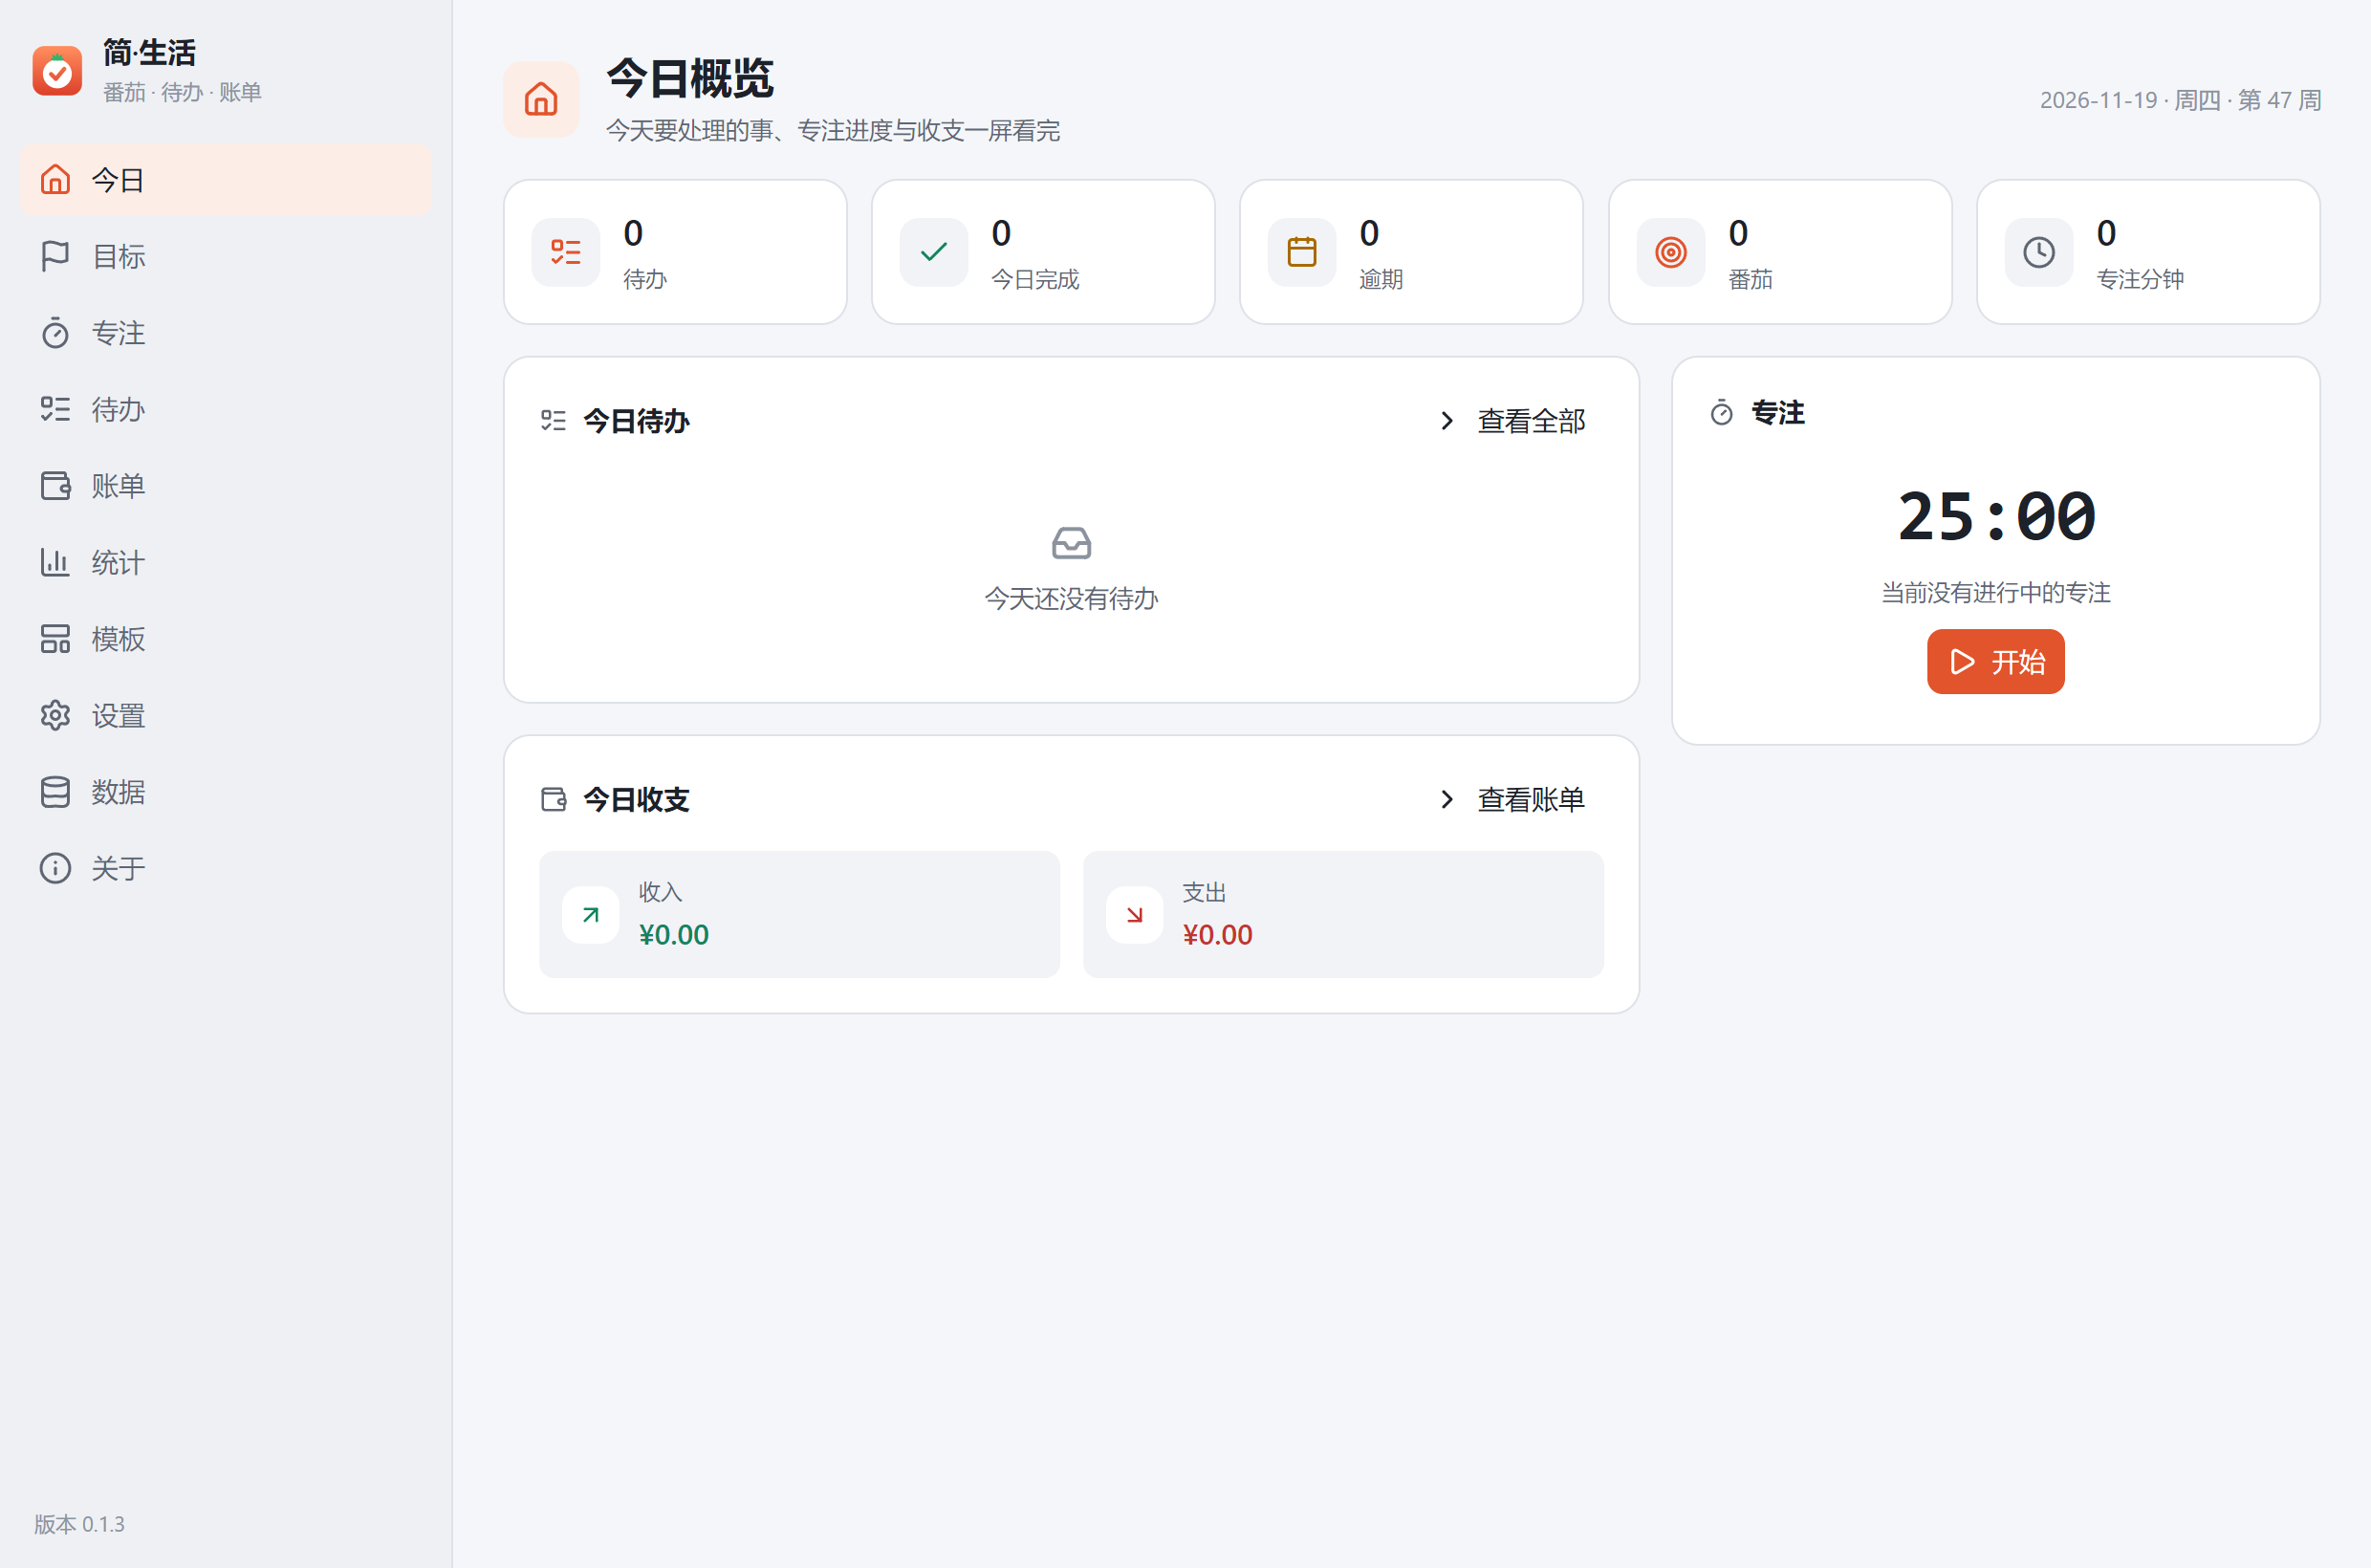 简·生活
番茄 · 待办 · 账单
今日
目标
专注
待办
账单
统计
模板
设置
数据
关于
版本 0.1.3
今日概览
今天要处理的事、专注进度与收支一屏看完
2026-11-19 · 周四 · 第 47 周
0
待办
0
今日完成
0
逾期
0
番茄
0
专注分钟
今日待办
查看全部
今天还没有待办
专注
25:00
当前没有进行中的专注
开始
今日收支
查看账单
收入
¥0.00
支出
¥0.00